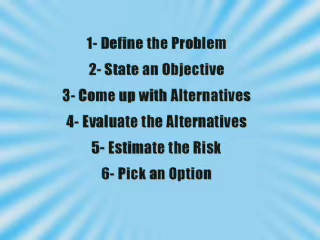 1- Define the Problem
2- State an Objective
3- Come up with Alternatives
4- Evaluate the Alternatives
5- Estimate the Risk
6- Pick an Option